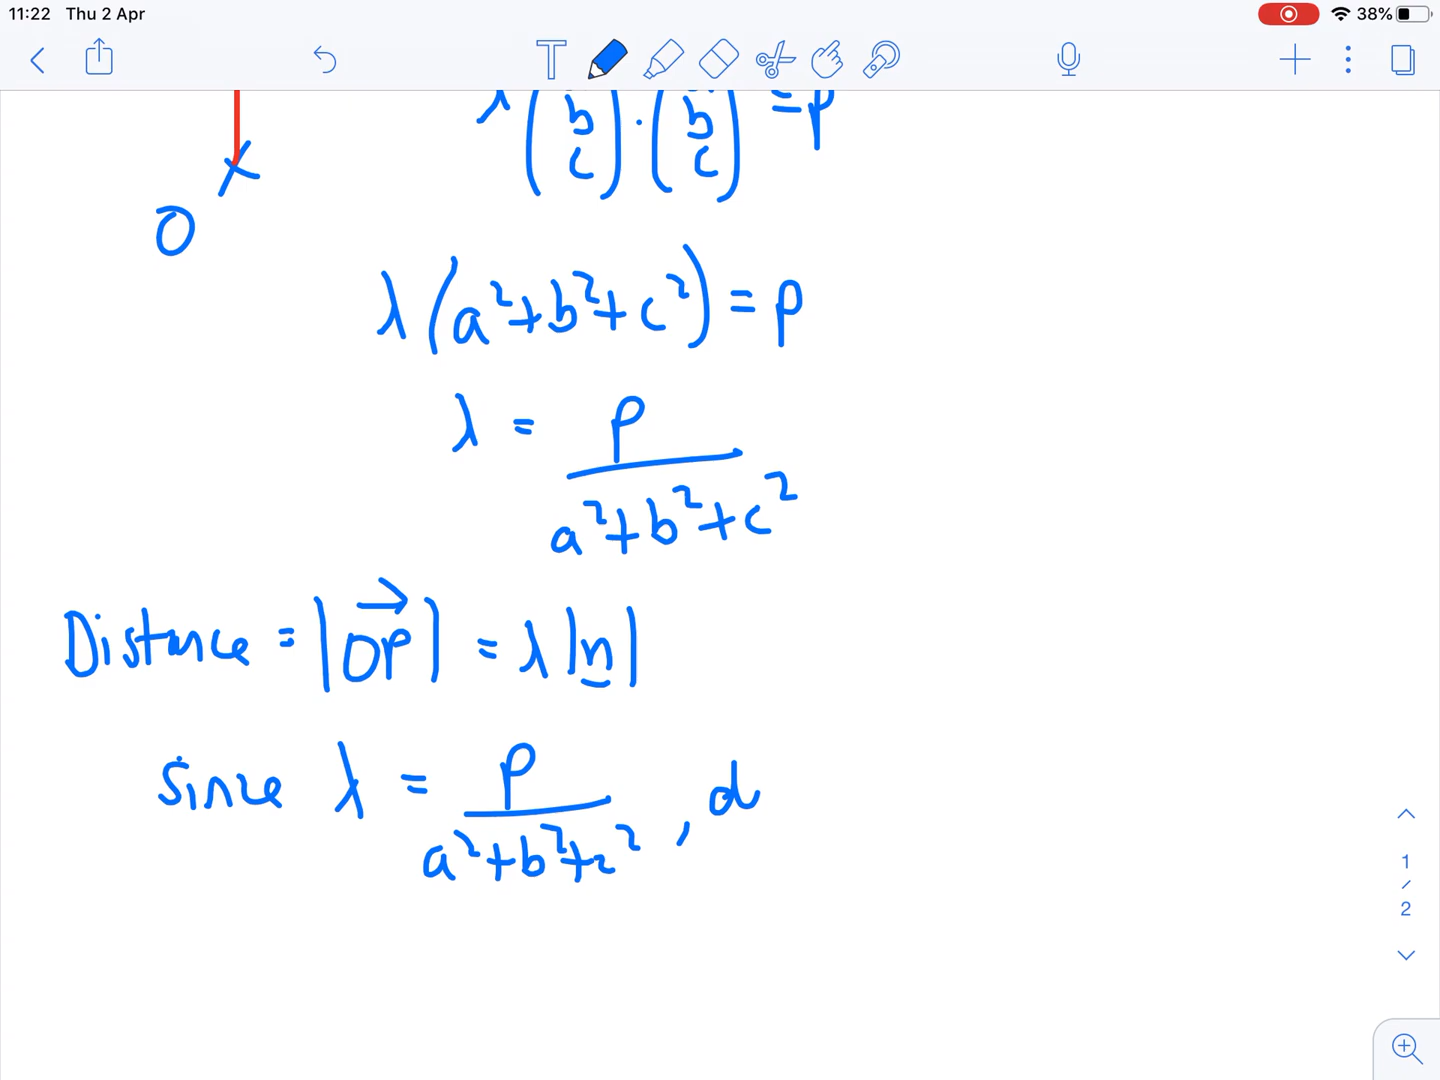 11:22 Thu 2 Apr 38%
T
λ(b c)·(b c) = p
O
λ(a²+b²+c²) = p
λ = p / a²+b²+c²
Distance = |OP→| = λ|n|
since λ = p / a²+b²+c², d
1 / 2